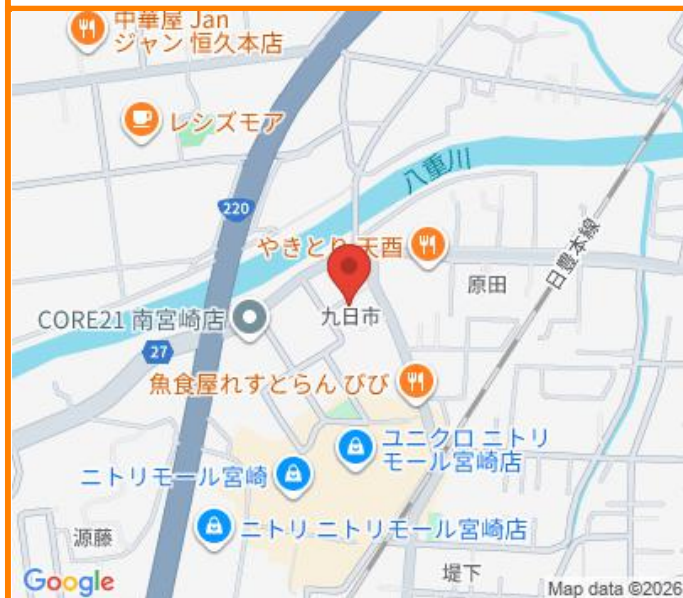 中華屋 Jan
ジャン 恒久本店
レシズモア
220
八重川
日豊本線
やきとり 天酉
原田
CORE21 南宮崎店
九日市
27
魚食屋れすとらん びび
ユニクロ ニトリ
モール宮崎店
ニトリモール宮崎
ニトリ ニトリモール宮崎店
源藤
堤下
Google
Map data ©2026